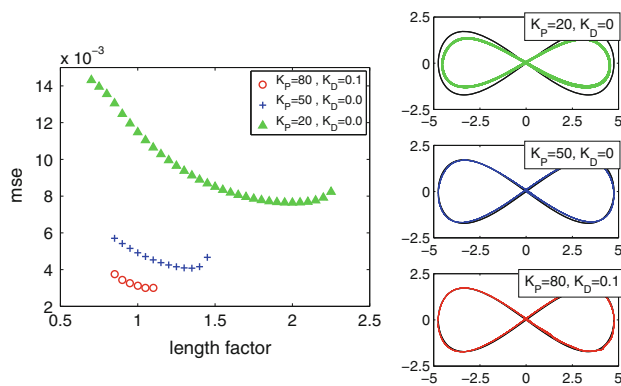 x 10⁻³
14
12
10
8
6
4
2
mse
0.5
1
1.5
2
2.5
length factor
K_P=80 , K_D=0.1
K_P=50 , K_D=0.0
K_P=20 , K_D=0.0
K_P=20, K_D=0
2.5
0
−2.5
−5 −2.5 0 2.5 5
K_P=50, K_D=0
2.5
0
−2.5
−5 −2.5 0 2.5 5
K_P=80, K_D=0.1
2.5
0
−2.5
−5 −2.5 0 2.5 5